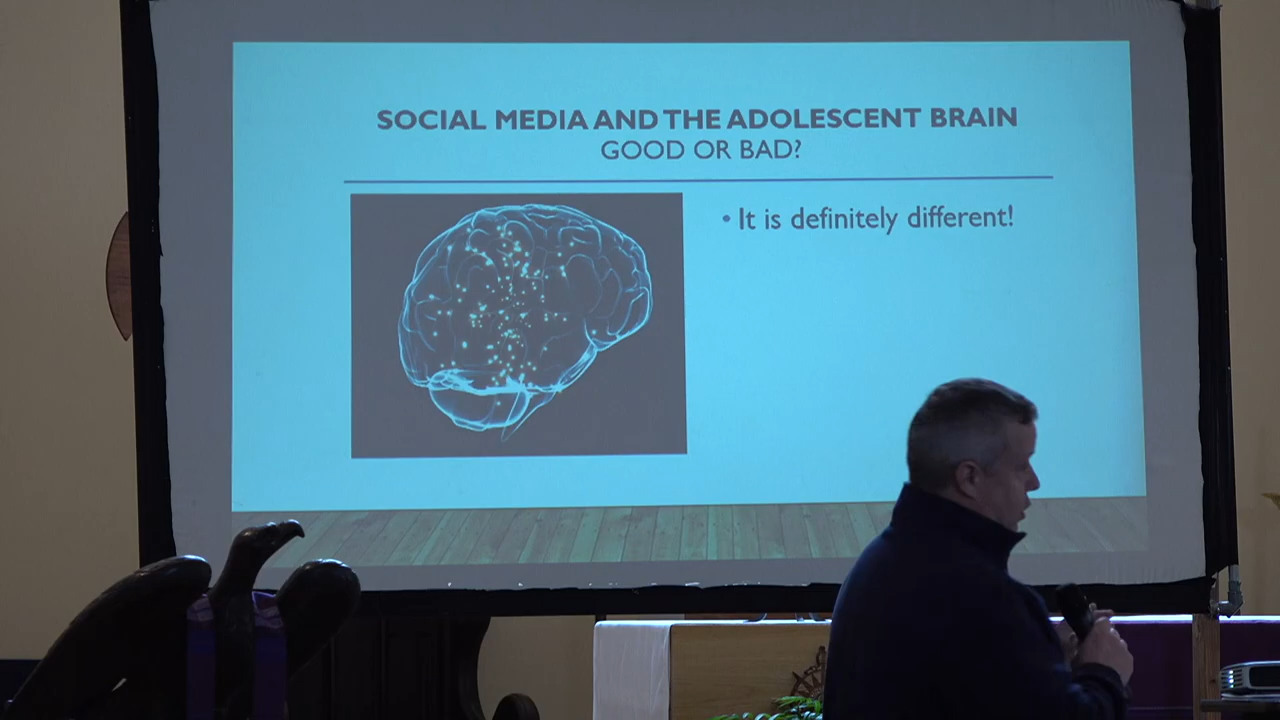 SOCIAL MEDIA AND THE ADOLESCENT BRAIN
GOOD OR BAD?
• It is definitely different!